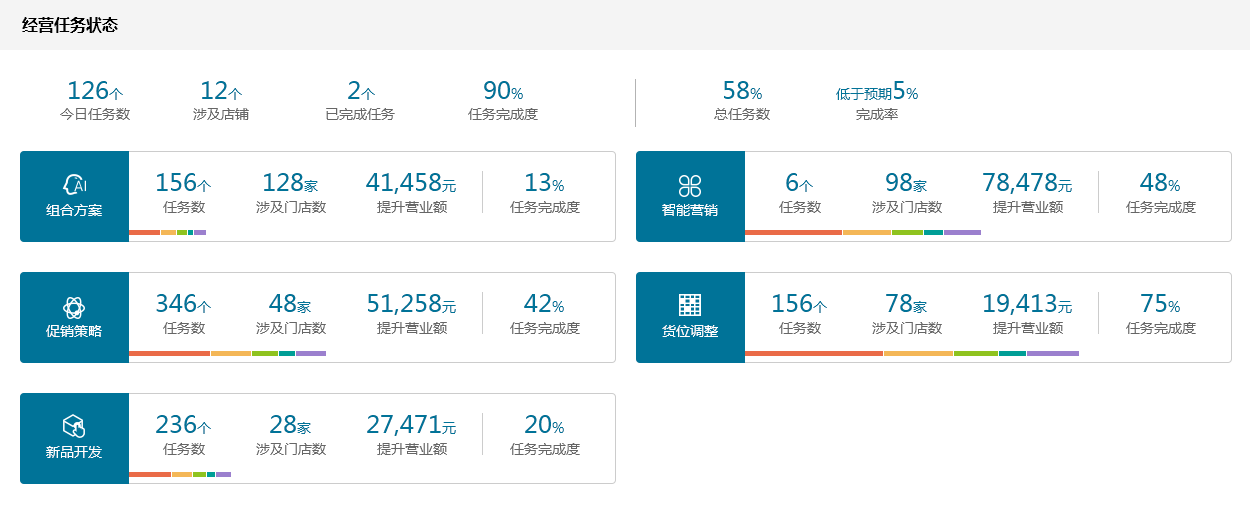 经营任务状态
126个 12个 2个 90% 58% 低于预期5%
今日任务数 涉及店铺 已完成任务 任务完成度 总任务数 完成率
AI
组合方案
156个 128家 41,458元 13%
任务数 涉及门店数 提升营业额 任务完成度
智能营销
6个 98家 78,478元 48%
任务数 涉及门店数 提升营业额 任务完成度
促销策略
346个 48家 51,258元 42%
任务数 涉及门店数 提升营业额 任务完成度
货位调整
156个 78家 19,413元 75%
任务数 涉及门店数 提升营业额 任务完成度
新品开发
236个 28家 27,471元 20%
任务数 涉及门店数 提升营业额 任务完成度